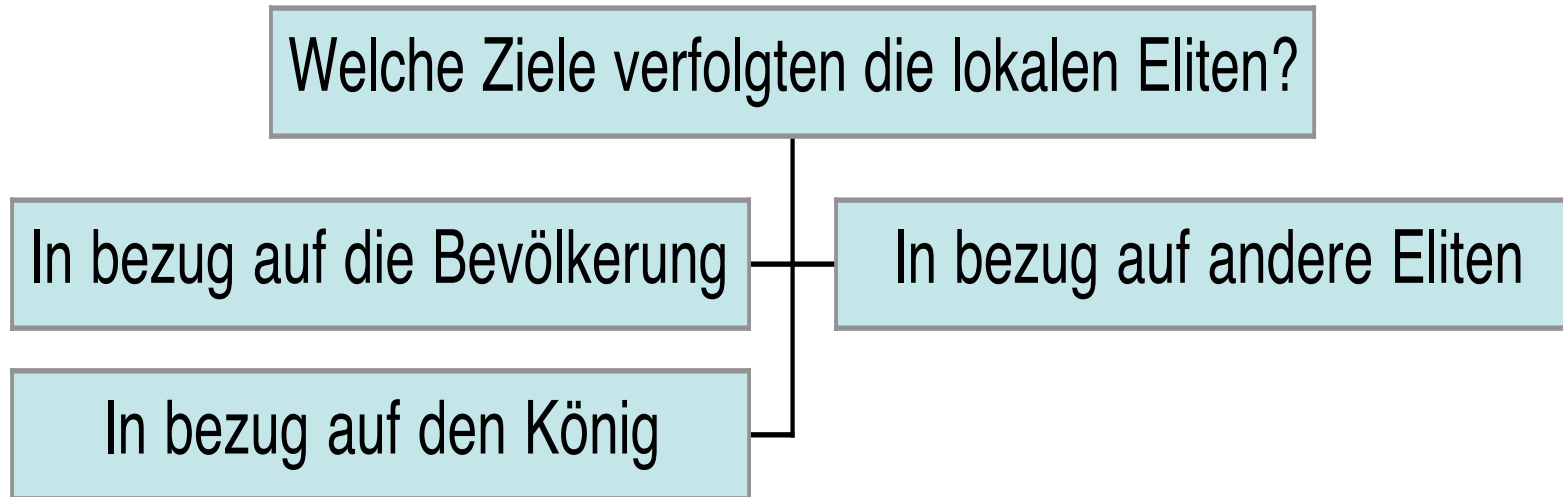 Welche Ziele verfolgten die lokalen Eliten?
In bezug auf die Bevölkerung
In bezug auf andere Eliten
In bezug auf den König